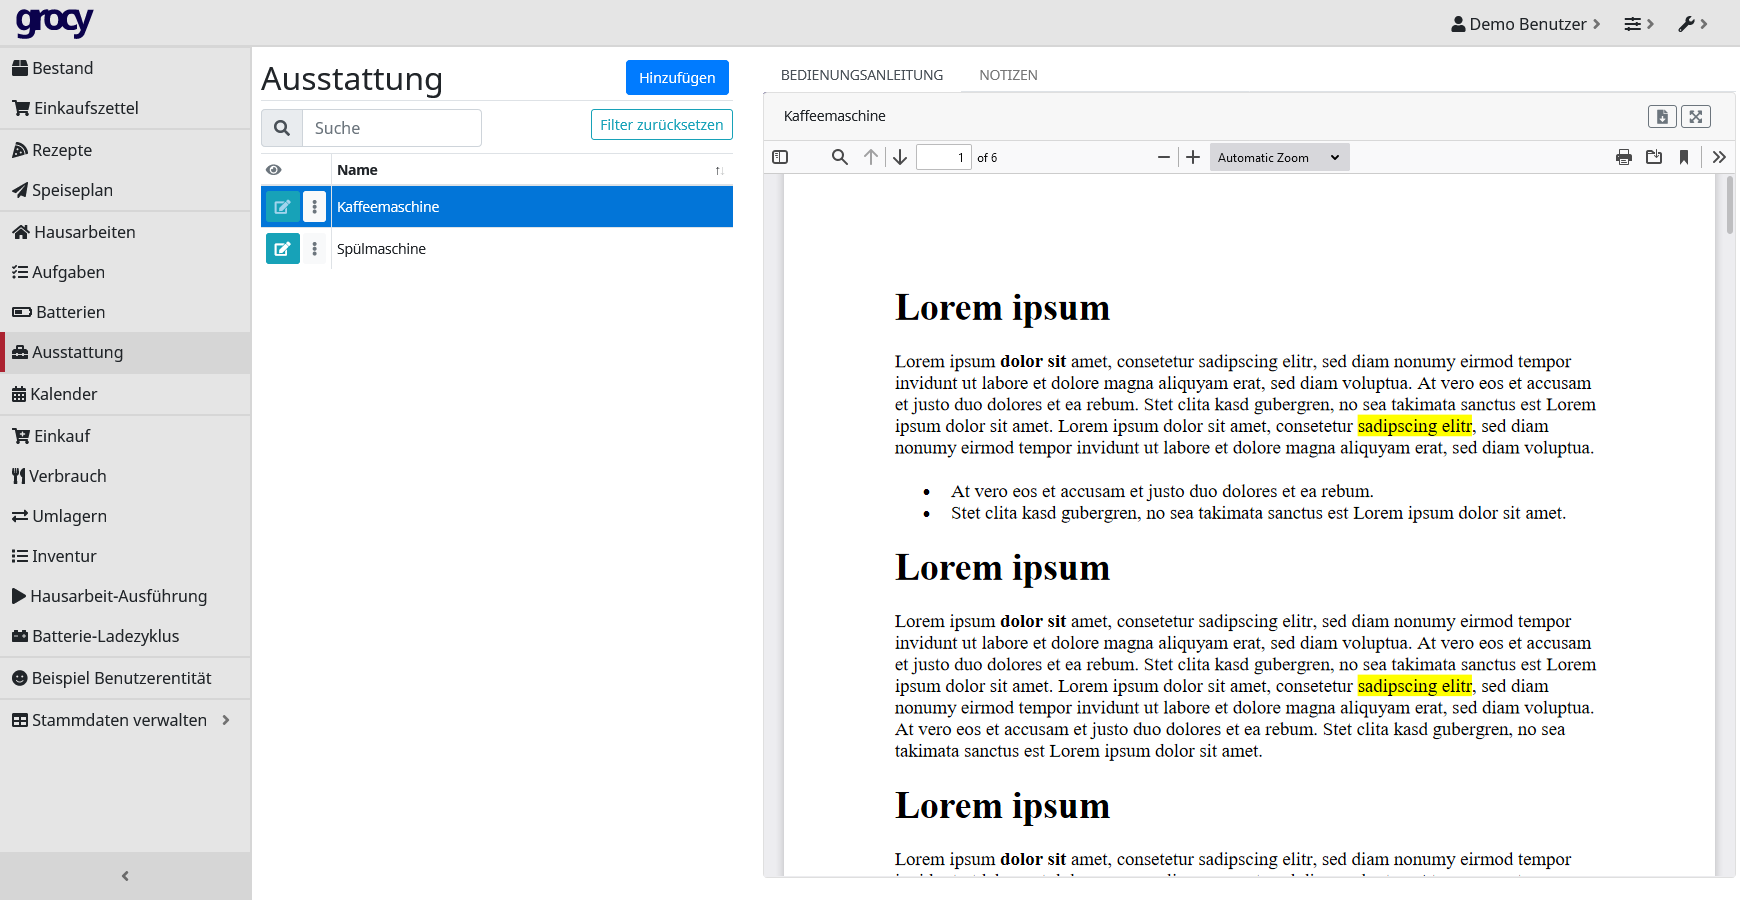 grocy
Demo Benutzer
Bestand
Einkaufszettel
Rezepte
Speiseplan
Hausarbeiten
Aufgaben
Batterien
Ausstattung
Kalender
Einkauf
Verbrauch
Umlagern
Inventur
Hausarbeit-Ausführung
Batterie-Ladezyklus
Beispiel Benutzerentität
Stammdaten verwalten
Ausstattung
Hinzufügen
Suche
Filter zurücksetzen
Name
Kaffeemaschine
Spülmaschine
BEDIENUNGSANLEITUNG
NOTIZEN
Kaffeemaschine
1 of 6
Automatic Zoom
Lorem ipsum
Lorem ipsum dolor sit amet, consetetur sadipscing elitr, sed diam nonumy eirmod tempor
invidunt ut labore et dolore magna aliquyam erat, sed diam voluptua. At vero eos et accusam
et justo duo dolores et ea rebum. Stet clita kasd gubergren, no sea takimata sanctus est Lorem
ipsum dolor sit amet. Lorem ipsum dolor sit amet, consetetur sadipscing elitr, sed diam
nonumy eirmod tempor invidunt ut labore et dolore magna aliquyam erat, sed diam voluptua.
• At vero eos et accusam et justo duo dolores et ea rebum.
• Stet clita kasd gubergren, no sea takimata sanctus est Lorem ipsum dolor sit amet.
Lorem ipsum
Lorem ipsum dolor sit amet, consetetur sadipscing elitr, sed diam nonumy eirmod tempor
invidunt ut labore et dolore magna aliquyam erat, sed diam voluptua. At vero eos et accusam
et justo duo dolores et ea rebum. Stet clita kasd gubergren, no sea takimata sanctus est Lorem
ipsum dolor sit amet. Lorem ipsum dolor sit amet, consetetur sadipscing elitr, sed diam
nonumy eirmod tempor invidunt ut labore et dolore magna aliquyam erat, sed diam voluptua.
At vero eos et accusam et justo duo dolores et ea rebum. Stet clita kasd gubergren, no sea
takimata sanctus est Lorem ipsum dolor sit amet.
Lorem ipsum
Lorem ipsum dolor sit amet, consetetur sadipscing elitr, sed diam nonumy eirmod tempor